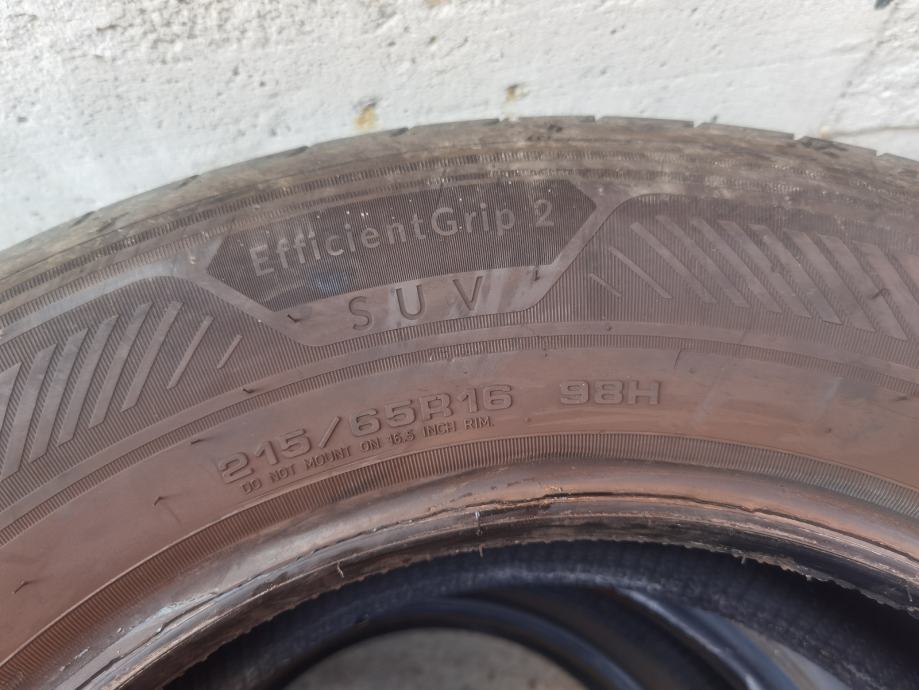 EfficientGrip 2
SUV
215/65R16 98H
DO NOT MOUNT ON 16.5 INCH RIM.